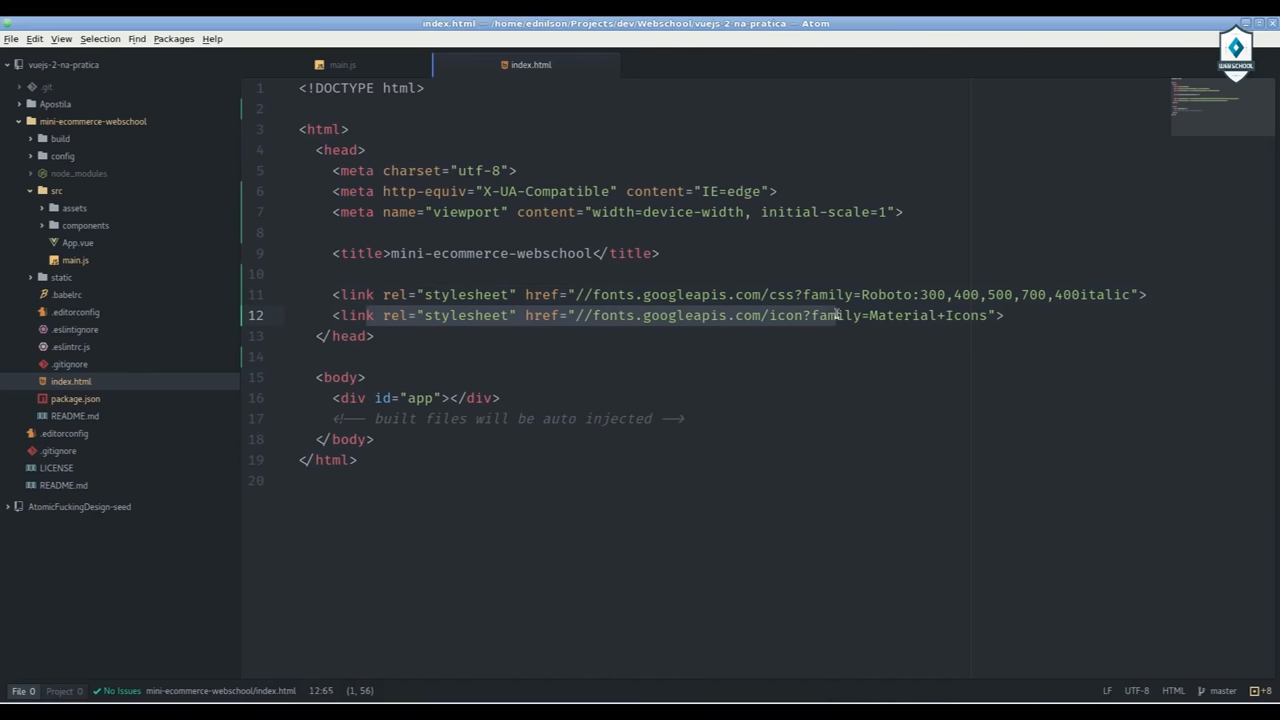 index.html — /home/ednilson/Projects/dev/Webschool/vuejs-2-na-pratica — Atom
File Edit View Selection Find Packages Help
WEBSCHOOL
vuejs-2-na-pratica
.git
Apostila
mini-ecommerce-webschool
build
config
node_modules
src
assets
components
App.vue
main.js
static
.babelrc
.editorconfig
.eslintignore
.eslintrc.js
.gitignore
index.html
package.json
README.md
.editorconfig
.gitignore
LICENSE
README.md
AtomicFuckingDesign-seed
main.js
index.html
1 <!DOCTYPE html>
2
3 <html>
4 <head>
5 <meta charset="utf-8">
6 <meta http-equiv="X-UA-Compatible" content="IE=edge">
7 <meta name="viewport" content="width=device-width, initial-scale=1">
8
9 <title>mini-ecommerce-webschool</title>
10
11 <link rel="stylesheet" href="//fonts.googleapis.com/css?family=Roboto:300,400,500,700,400italic">
12 <link rel="stylesheet" href="//fonts.googleapis.com/icon?family=Material+Icons">
13 </head>
14
15 <body>
16 <div id="app"></div>
17 <!-- built files will be auto injected -->
18 </body>
19 </html>
20
File 0 Project 0 No Issues mini-ecommerce-webschool/index.html 12:65 (1, 56) LF UTF-8 HTML master +8